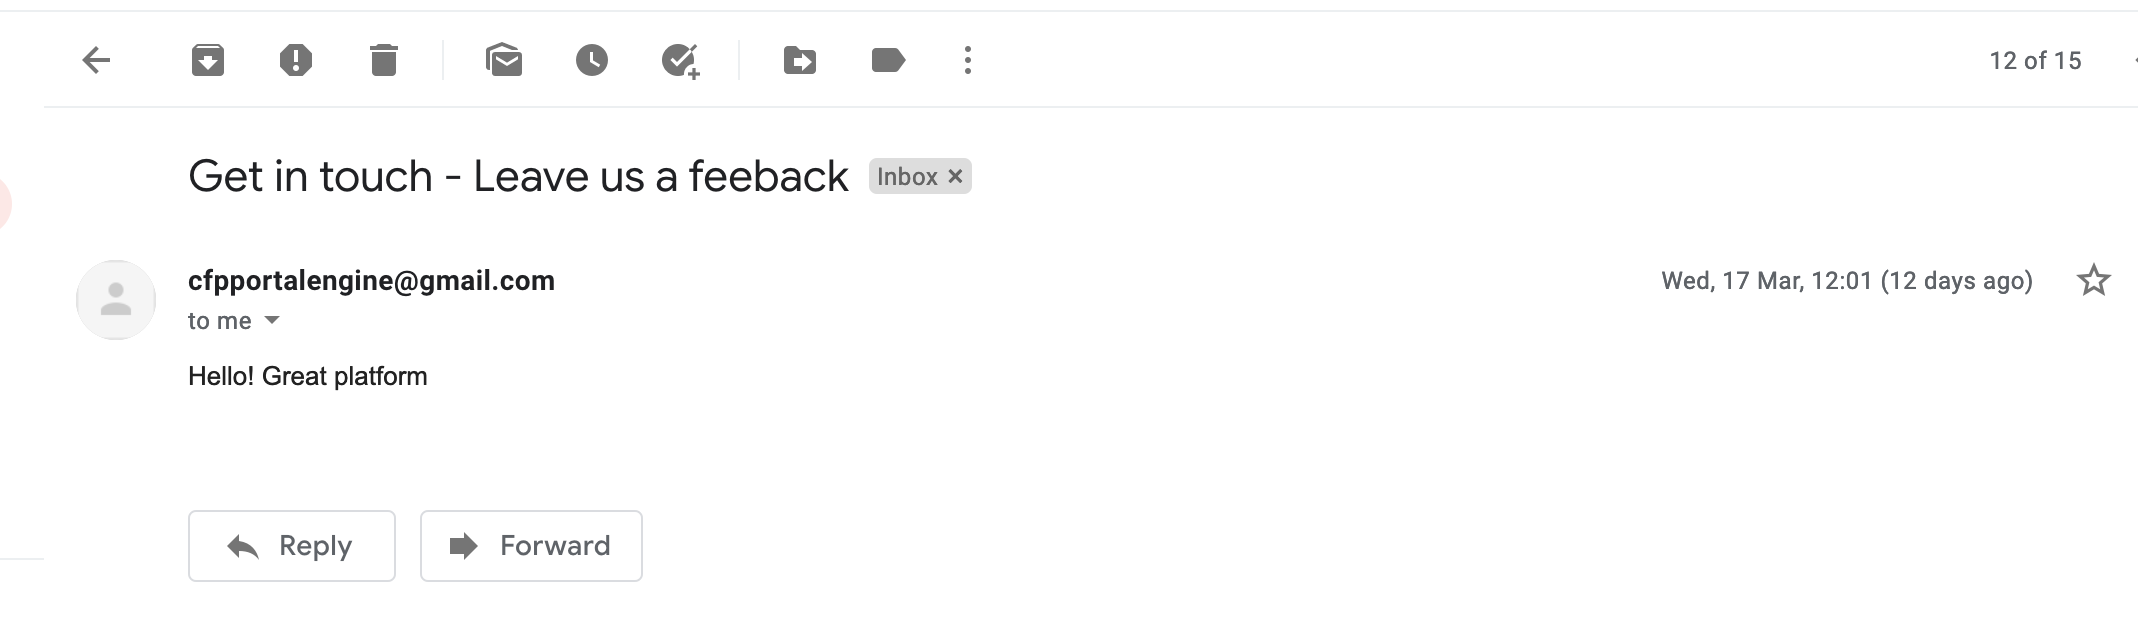 12 of 15
Get in touch - Leave us a feeback Inbox ×
cfpportalengine@gmail.com Wed, 17 Mar, 12:01 (12 days ago)
to me
Hello! Great platform
Reply Forward